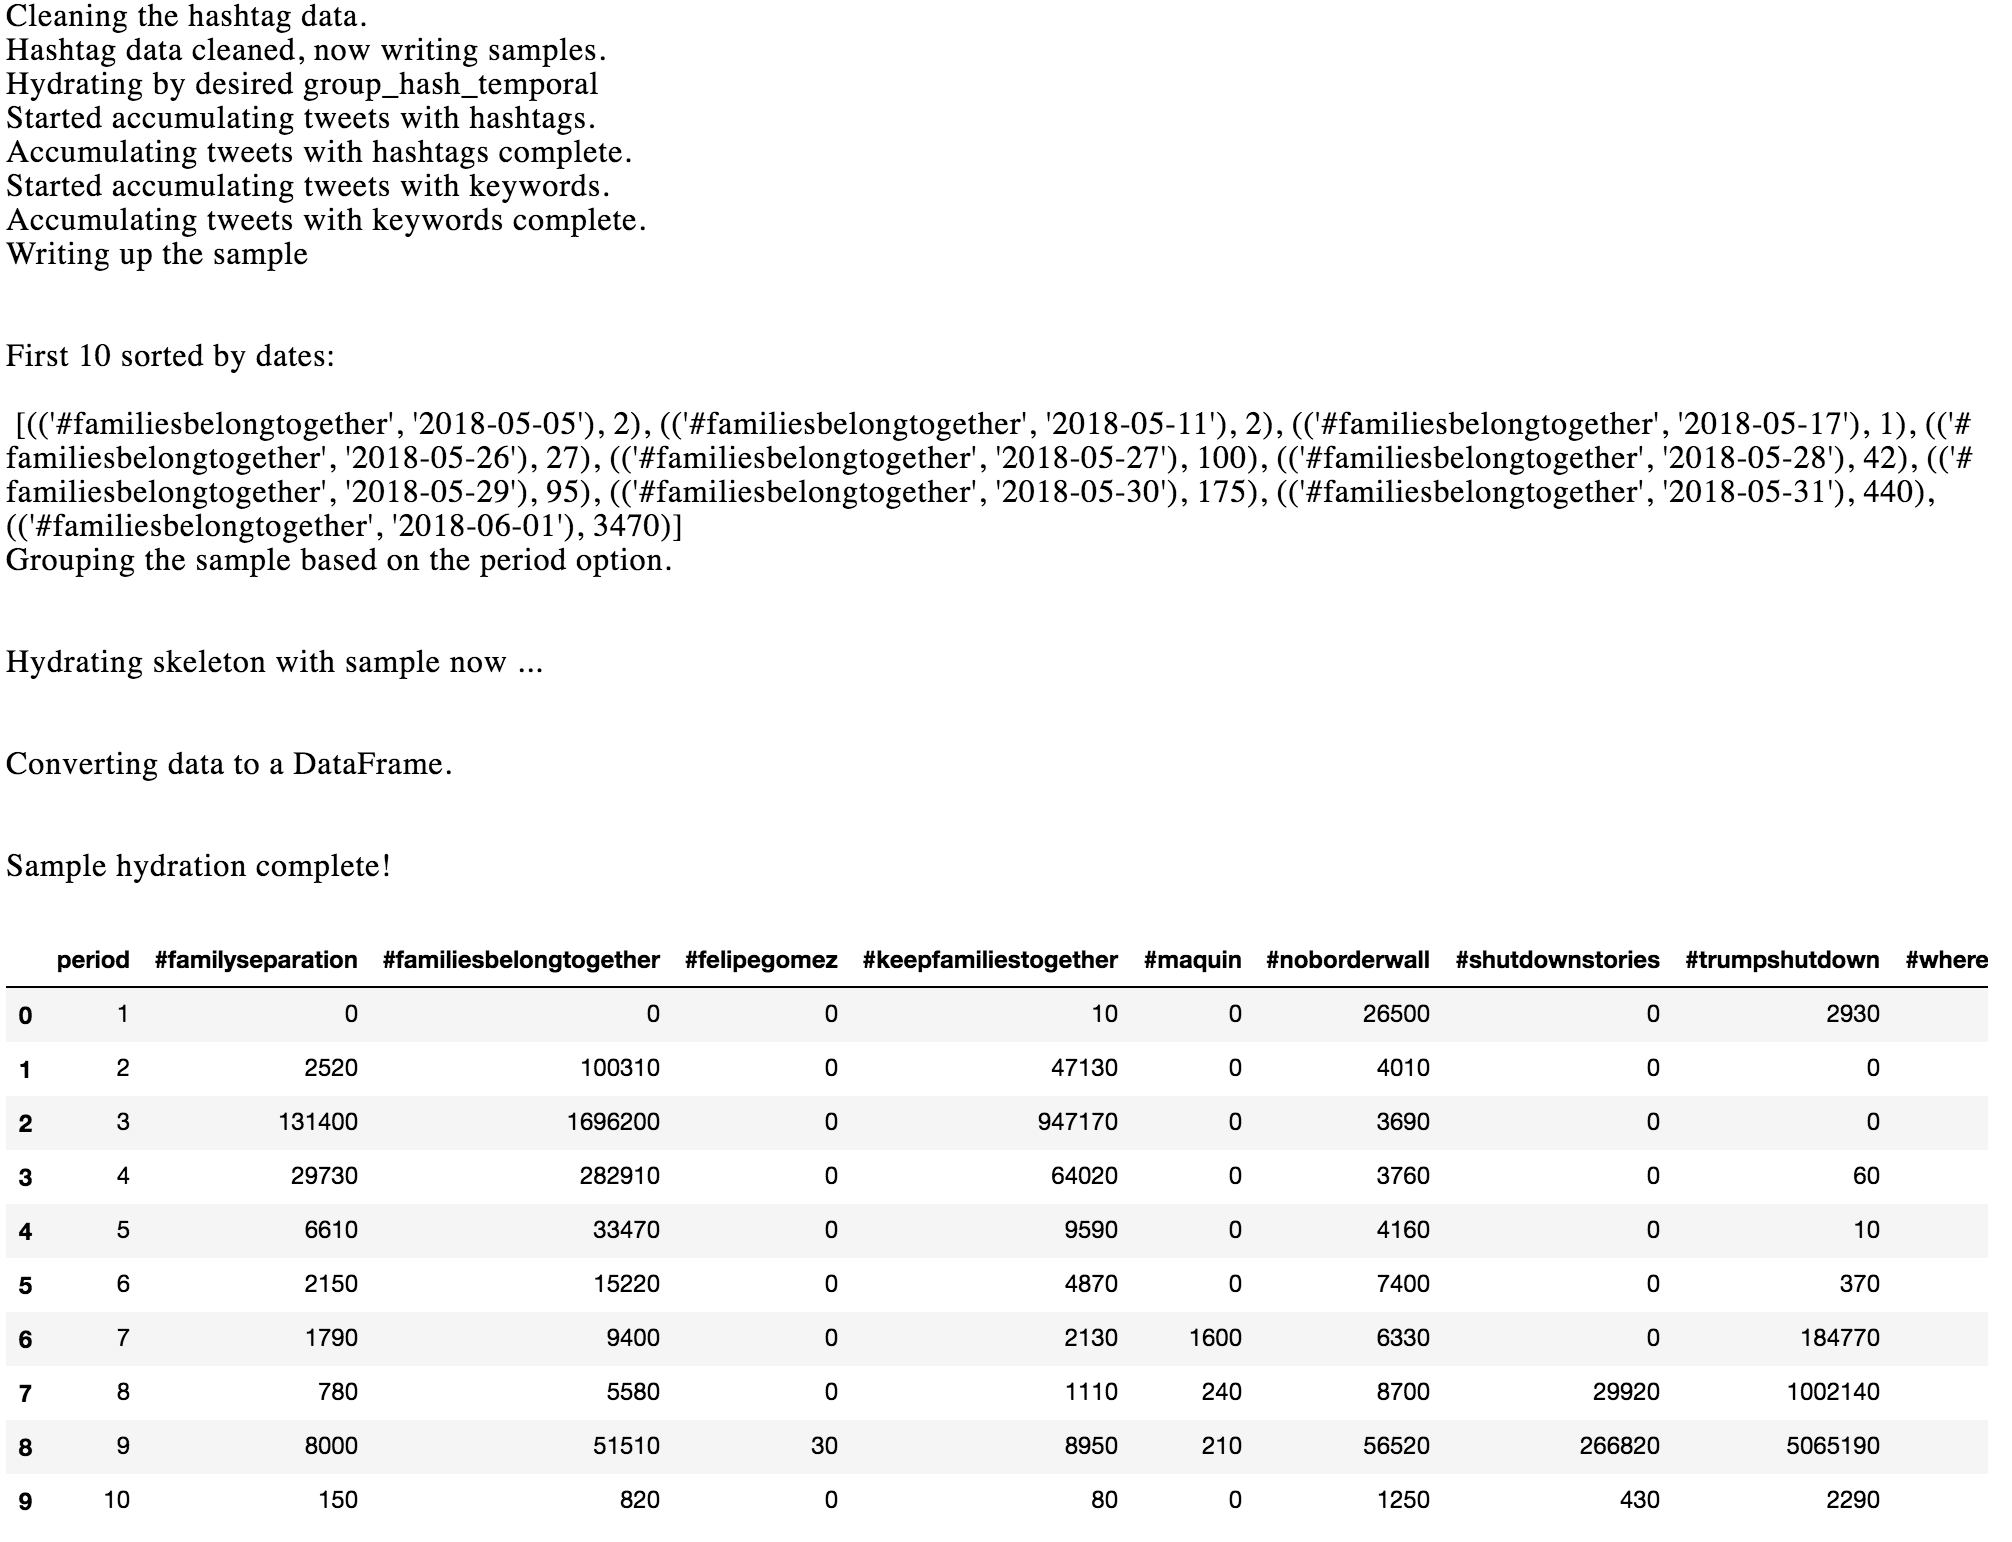 Cleaning the hashtag data.
Hashtag data cleaned, now writing samples.
Hydrating by desired group_hash_temporal
Started accumulating tweets with hashtags.
Accumulating tweets with hashtags complete.
Started accumulating tweets with keywords.
Accumulating tweets with keywords complete.
Writing up the sample
First 10 sorted by dates:
[(('#familiesbelongtogether', '2018-05-05'), 2), (('#familiesbelongtogether', '2018-05-11'), 2), (('#familiesbelongtogether', '2018-05-17'), 1), (('#
familiesbelongtogether', '2018-05-26'), 27), (('#familiesbelongtogether', '2018-05-27'), 100), (('#familiesbelongtogether', '2018-05-28'), 42), (('#
familiesbelongtogether', '2018-05-29'), 95), (('#familiesbelongtogether', '2018-05-30'), 175), (('#familiesbelongtogether', '2018-05-31'), 440),
(('#familiesbelongtogether', '2018-06-01'), 3470)]
Grouping the sample based on the period option.
Hydrating skeleton with sample now ...
Converting data to a DataFrame.
Sample hydration complete!
period #familyseparation #familiesbelongtogether #felipegomez #keepfamiliestogether #maquin #noborderwall #shutdownstories #trumpshutdown #where
0 1 0 0 0 10 0 26500 0 2930
1 2 2520 100310 0 47130 0 4010 0 0
2 3 131400 1696200 0 947170 0 3690 0 0
3 4 29730 282910 0 64020 0 3760 0 60
4 5 6610 33470 0 9590 0 4160 0 10
5 6 2150 15220 0 4870 0 7400 0 370
6 7 1790 9400 0 2130 1600 6330 0 184770
7 8 780 5580 0 1110 240 8700 29920 1002140
8 9 8000 51510 30 8950 210 56520 266820 5065190
9 10 150 820 0 80 0 1250 430 2290